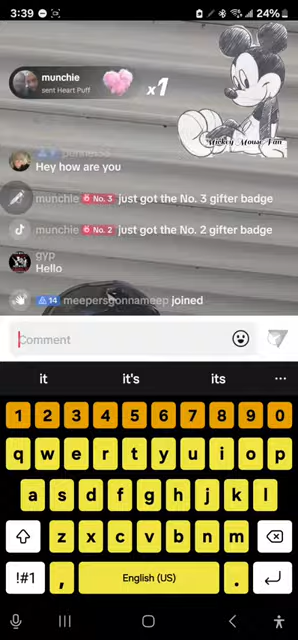 3:39
24%
munchie
sent Heart Puff
x1
Mickey Mouse Fan
Hey how are you
munchie No. 3 just got the No. 3 gifter badge
munchie No. 2 just got the No. 2 gifter badge
gyp
Hello
14 meepersgonnameep joined
Comment
it it's its
1 2 3 4 5 6 7 8 9 0
q w e r t y u i o p
a s d f g h j k l
z x c v b n m
!#1 , English (US) .